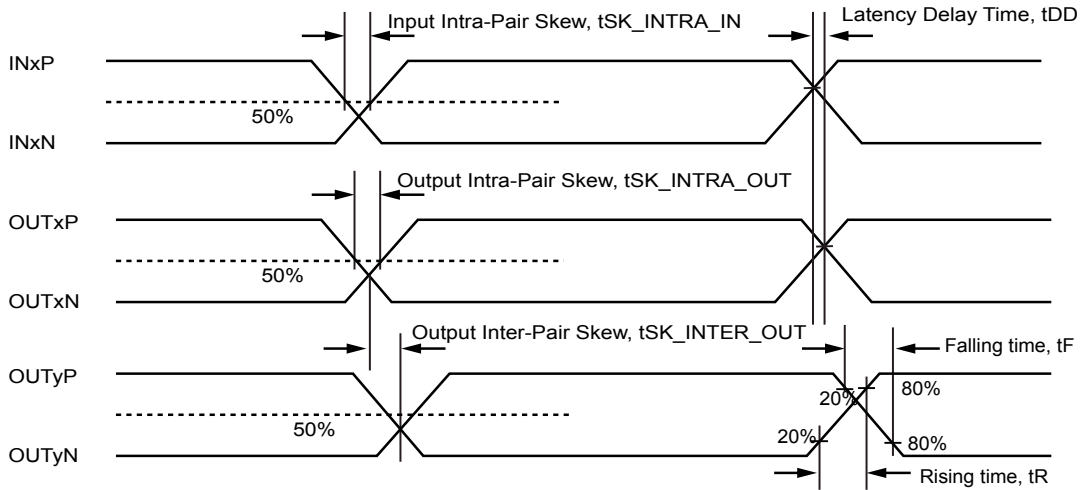 Input Intra-Pair Skew, tSK_INTRA_IN
Latency Delay Time, tDD
INxP
50%
INxN
Output Intra-Pair Skew, tSK_INTRA_OUT
OUTxP
50%
OUTxN
Output Inter-Pair Skew, tSK_INTER_OUT
Falling time, tF
OUTyP
20%
80%
50%
20%
80%
OUTyN
Rising time, tR